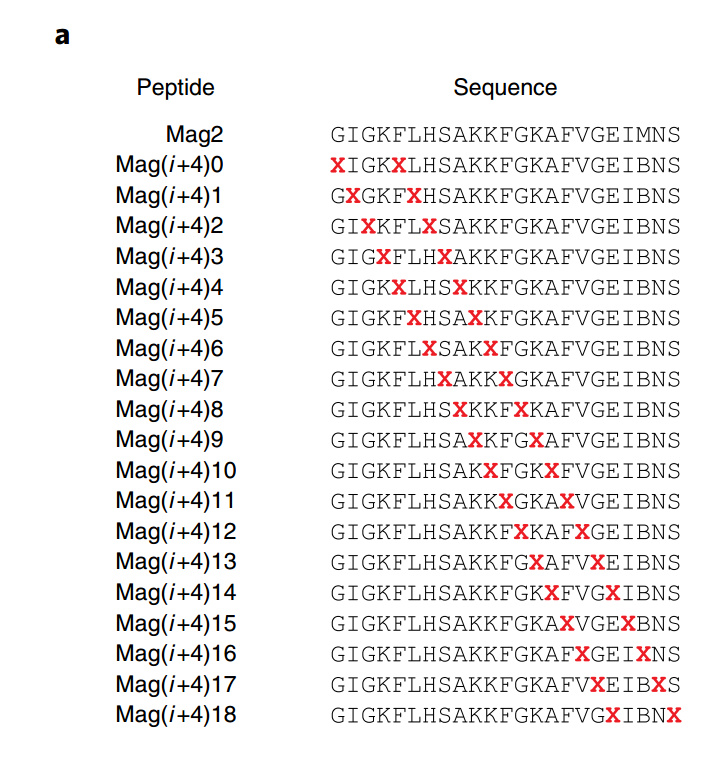 a
Peptide Sequence
Mag2 GIGKFLHSAKKFGKAFVGEIMNS
Mag(i+4)0 XIGKXLHSAKKFGKAFVGEIBNS
Mag(i+4)1 GXGKFXHSAKKFGKAFVGEIBNS
Mag(i+4)2 GIXKFLXSAKKFGKAFVGEIBNS
Mag(i+4)3 GIGXFLHXAKKFGKAFVGEIBNS
Mag(i+4)4 GIGKXLHSXKKFGKAFVGEIBNS
Mag(i+4)5 GIGKFXHSAXKFGKAFVGEIBNS
Mag(i+4)6 GIGKFLXSAKXFGKAFVGEIBNS
Mag(i+4)7 GIGKFLHXAKKXGKAFVGEIBNS
Mag(i+4)8 GIGKFLHSXKKFXKAFVGEIBNS
Mag(i+4)9 GIGKFLHSAXKFGXAFVGEIBNS
Mag(i+4)10 GIGKFLHSAKXFGKXFVGEIBNS
Mag(i+4)11 GIGKFLHSAKKXGKAXVGEIBNS
Mag(i+4)12 GIGKFLHSAKKFXKAFXGEIBNS
Mag(i+4)13 GIGKFLHSAKKFGXAFVXEIBNS
Mag(i+4)14 GIGKFLHSAKKFGKXFVGXIBNS
Mag(i+4)15 GIGKFLHSAKKFGKAXVGEXBNS
Mag(i+4)16 GIGKFLHSAKKFGKAFXGEIXNS
Mag(i+4)17 GIGKFLHSAKKFGKAFVXEIBXS
Mag(i+4)18 GIGKFLHSAKKFGKAFVGXIBNX